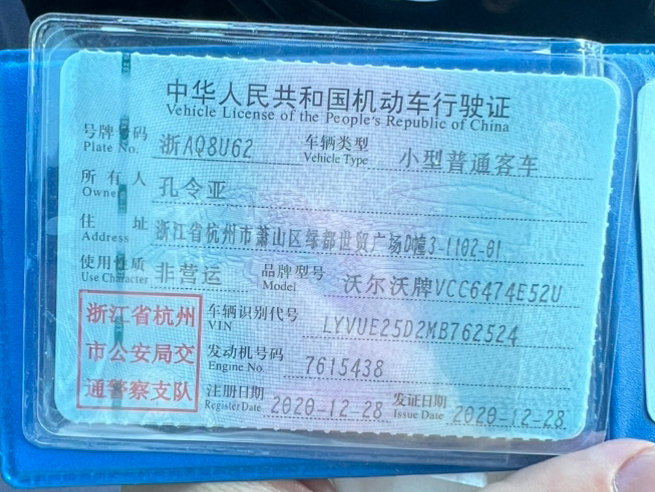 中华人民共和国机动车行驶证
Vehicle License of the People's Republic of China
号牌号码 Plate No. 浙AQ8U62 车辆类型 Vehicle Type 小型普通客车
所有人 Owner 孔令亚
住址 Address 浙江省杭州市萧山区绿都世贸广场D幢3-1102-01
使用性质 Use Character 非营运 品牌型号 Model 沃尔沃牌VCC6474E52U
浙江省杭州
市公安局交
通警察支队
车辆识别代号 VIN LYVUE25D2MB762524
发动机号码 Engine No. 7615438
注册日期 Register Date 2020-12-28 发证日期 Issue Date 2020-12-28